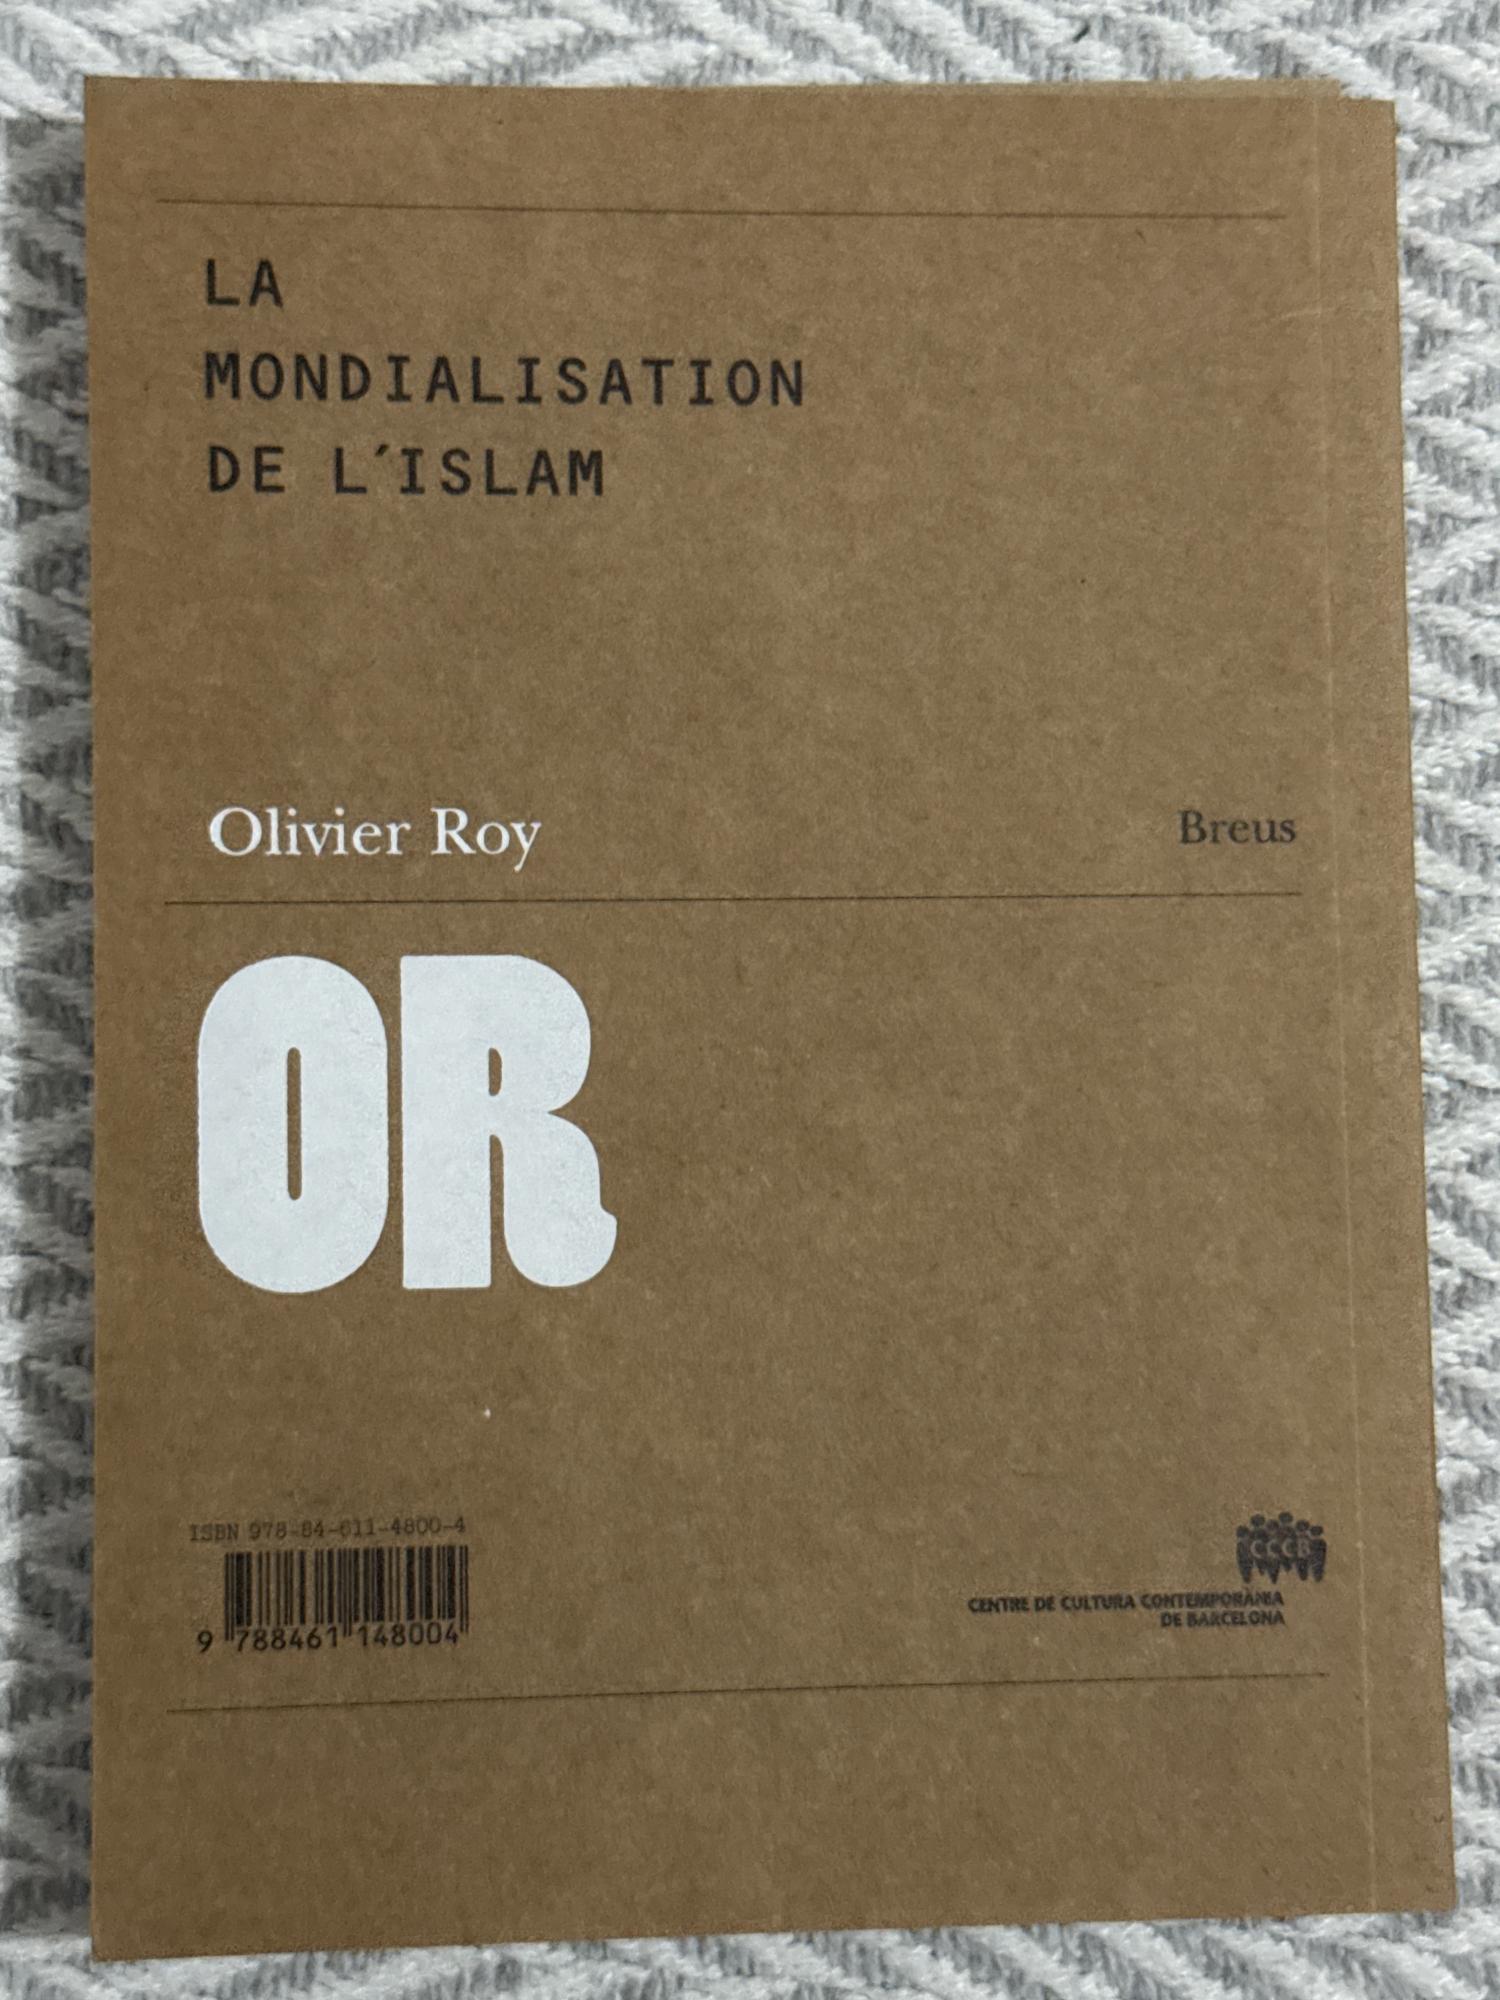 LA
MONDIALISATION
DE L´ISLAM
Olivier Roy
Breus
OR
ISBN 978-84-611-4800-4
9 788461 148004
CCCB
CENTRE DE CULTURA CONTEMPORÀNIA
DE BARCELONA